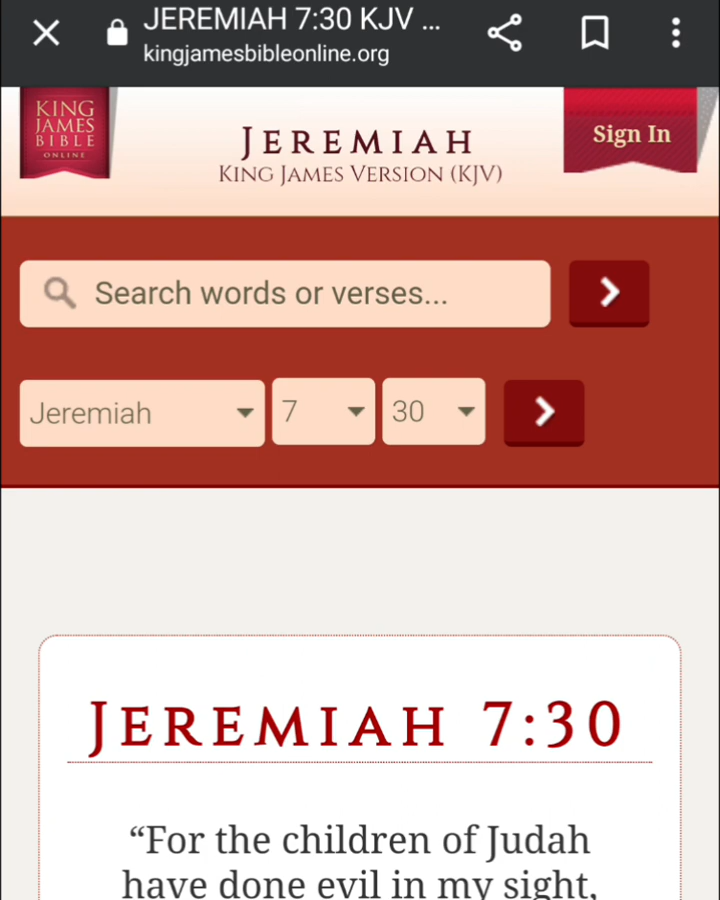 JEREMIAH 7:30 KJV ...
kingjamesbibleonline.org
KING
JAMES
BIBLE
ONLINE
JEREMIAH
KING JAMES VERSION (KJV)
Sign In
Search words or verses...
Jeremiah
7
30
JEREMIAH 7:30
“For the children of Judah
have done evil in my sight,